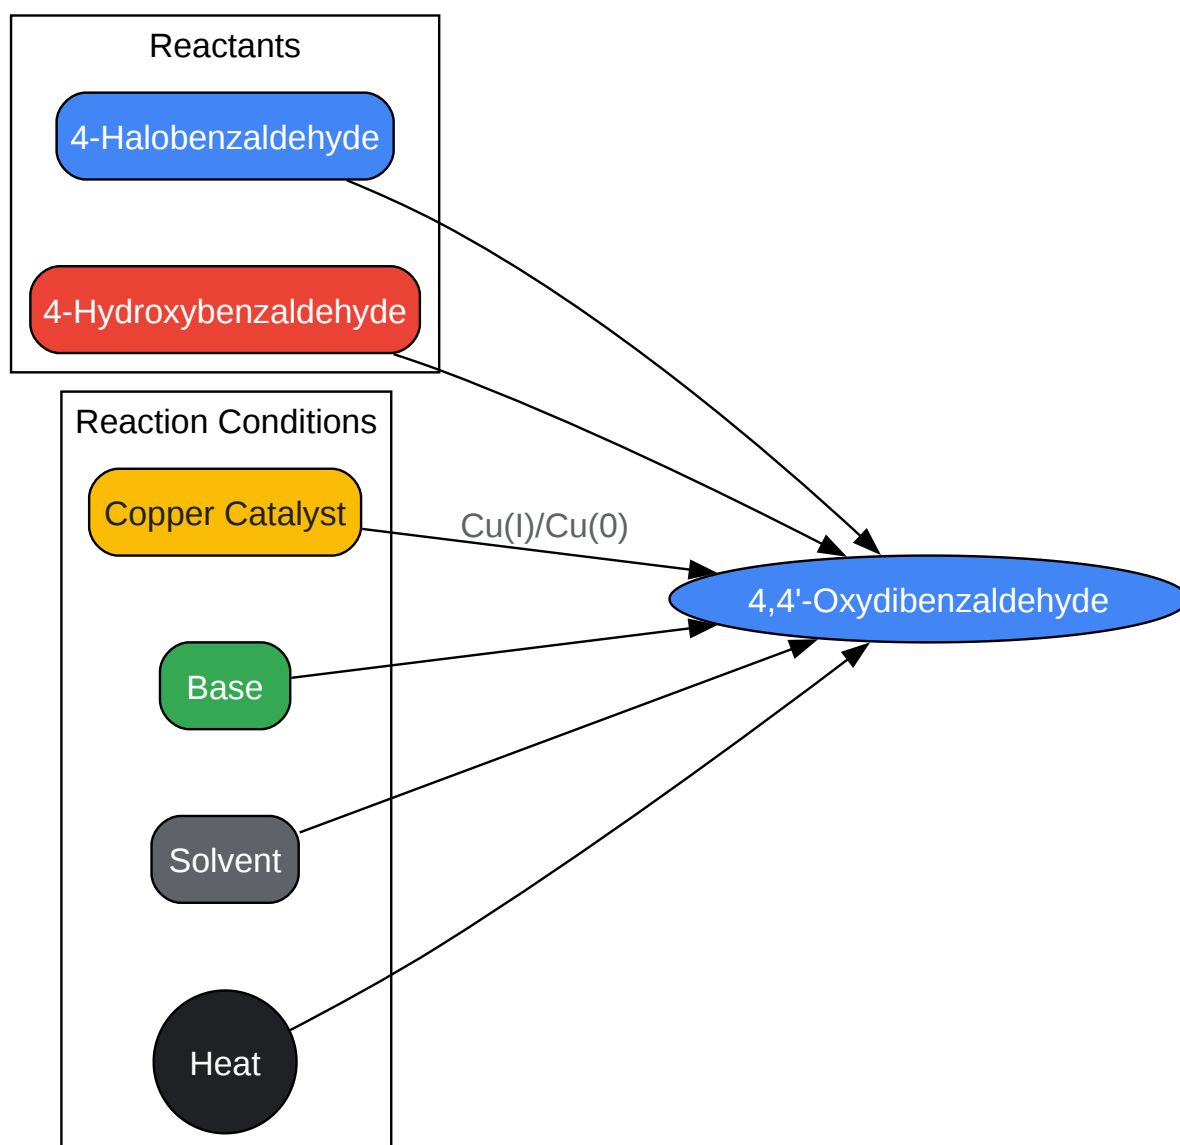 Reactants
4-Halobenzaldehyde
4-Hydroxybenzaldehyde
Reaction Conditions
Copper Catalyst
Cu(I)/Cu(0)
4,4'-Oxydibenzaldehyde
Base
Solvent
Heat